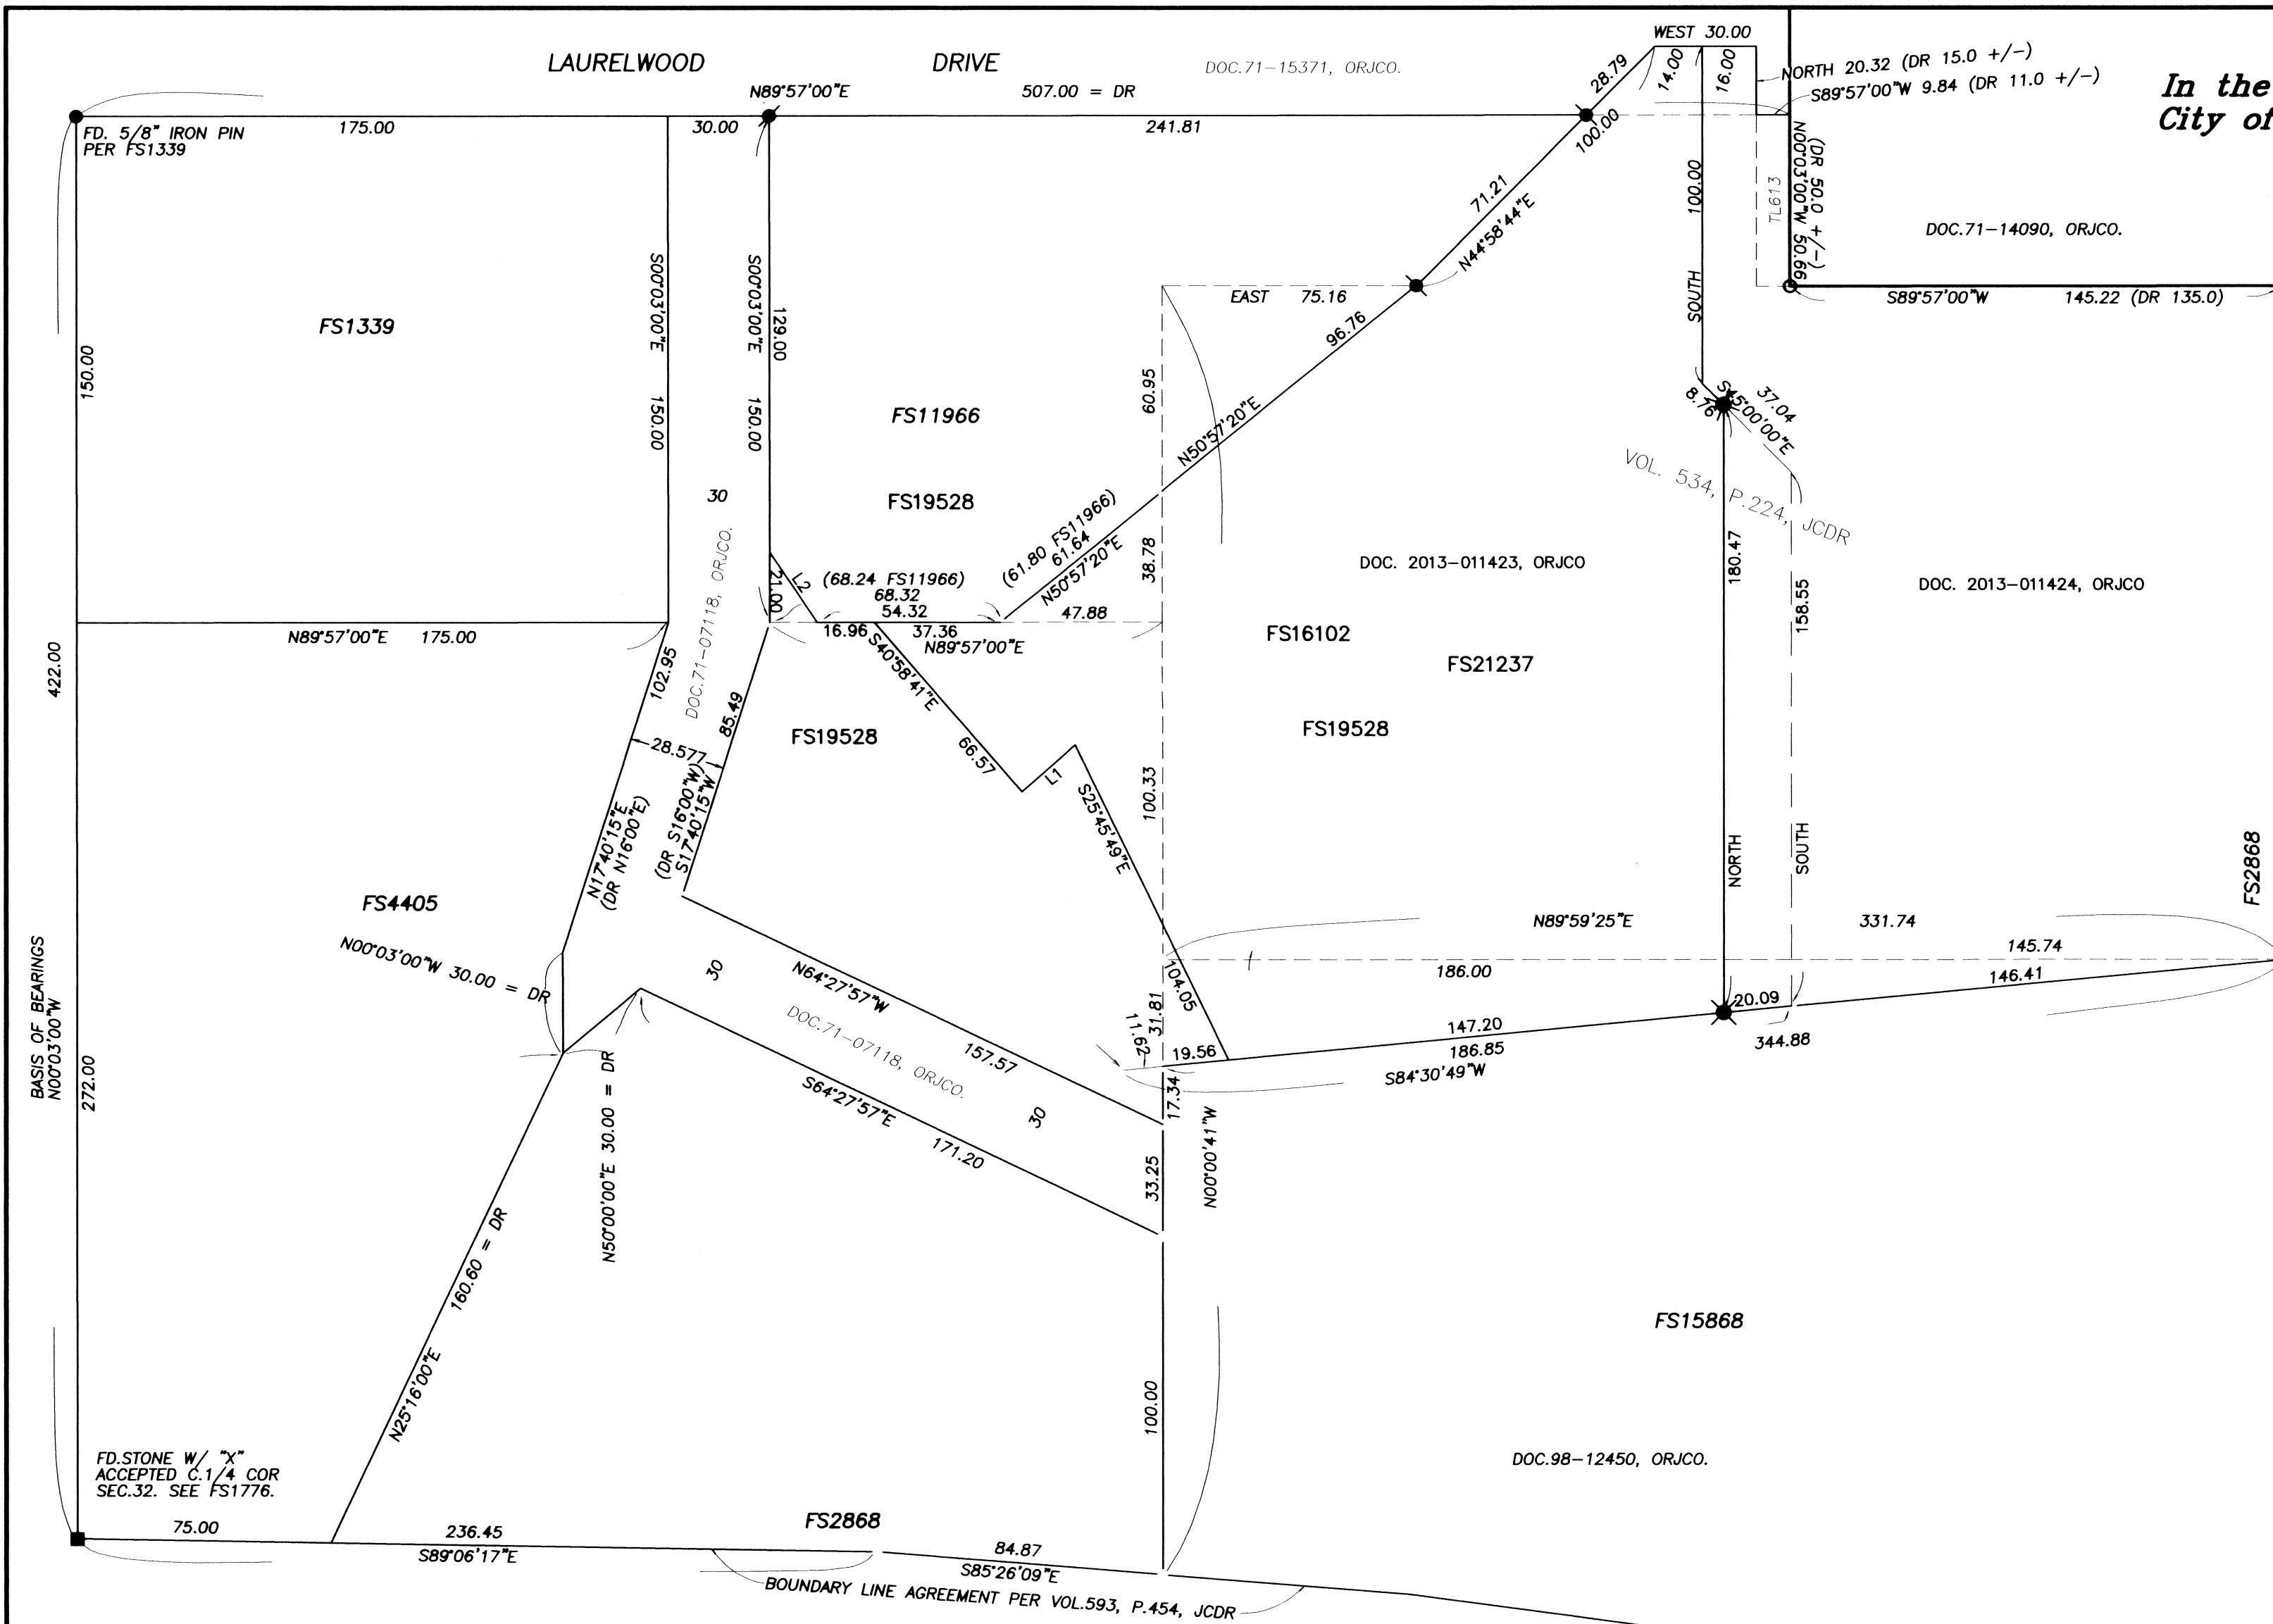 LAURELWOOD DRIVE
DOC.71-15371, ORJCO.
WEST 30.00
28.79
14.00
16.00
NORTH 20.32 (DR 15.0 +/-)
S89°57'00"W 9.84 (DR 11.0 +/-)
In the
City of
N89°57'00"E 507.00 = DR
FD. 5/8" IRON PIN
PER FS1339
175.00
30.00
241.81
100.00
71.21
N44°58'44"E
100.00
SOUTH
TL613
(DR 50.0 +/-)
N00°03'00"W 50.66
DOC.71-14090, ORJCO.
S89°57'00"W 145.22 (DR 135.0)
EAST 75.16
96.76
N50°57'20"E
60.95
FS1339
150.00
S00°03'00"E 150.00
S00°03'00"E 150.00
129.00
FS11966
FS19528
30
DOC.71-07118, ORJCO.
8.76
S45°00'00"E
37.04
VOL. 534, P.224, JCDR
(61.80 FS11966)
61.64
N50°57'20"E
38.78
21.00
L2
(68.24 FS11966)
68.32
54.32
47.88
16.96
37.36
N89°57'00"E
DOC. 2013-011423, ORJCO
DOC. 2013-011424, ORJCO
180.47
158.55
FS16102
FS21237
FS19528
N89°57'00"E 175.00
422.00
102.95
85.49
28.577
S40°58'41"E
66.57
L1
FS19528
S25°45'49"E
104.05
100.33
N17°40'15"E
(DR N16°00'E)
(DR S16°00'W)
S17°40'15"W
NORTH
SOUTH
FS2868
FS4405
N00°03'00"W 30.00 = DR
BASIS OF BEARINGS
N00°03'00"W
272.00
N89°59'25"E 331.74
186.00
145.74
146.41
20.09
30
N64°27'57"W
157.57
DOC.71-07118, ORJCO.
30
S64°27'57"E
171.20
31.81
11.62
19.56
147.20
186.85
S84°30'49"W
344.88
17.34
33.25
N00°00'41"W
N50°00'00"E 30.00 = DR
160.60 = DR
N25°16'00"E
100.00
FS15868
DOC.98-12450, ORJCO.
FD.STONE W/ "X"
ACCEPTED C.1/4 COR
SEC.32. SEE FS1776.
75.00
236.45
S89°06'17"E
FS2868
84.87
S85°26'09"E
BOUNDARY LINE AGREEMENT PER VOL.593, P.454, JCDR